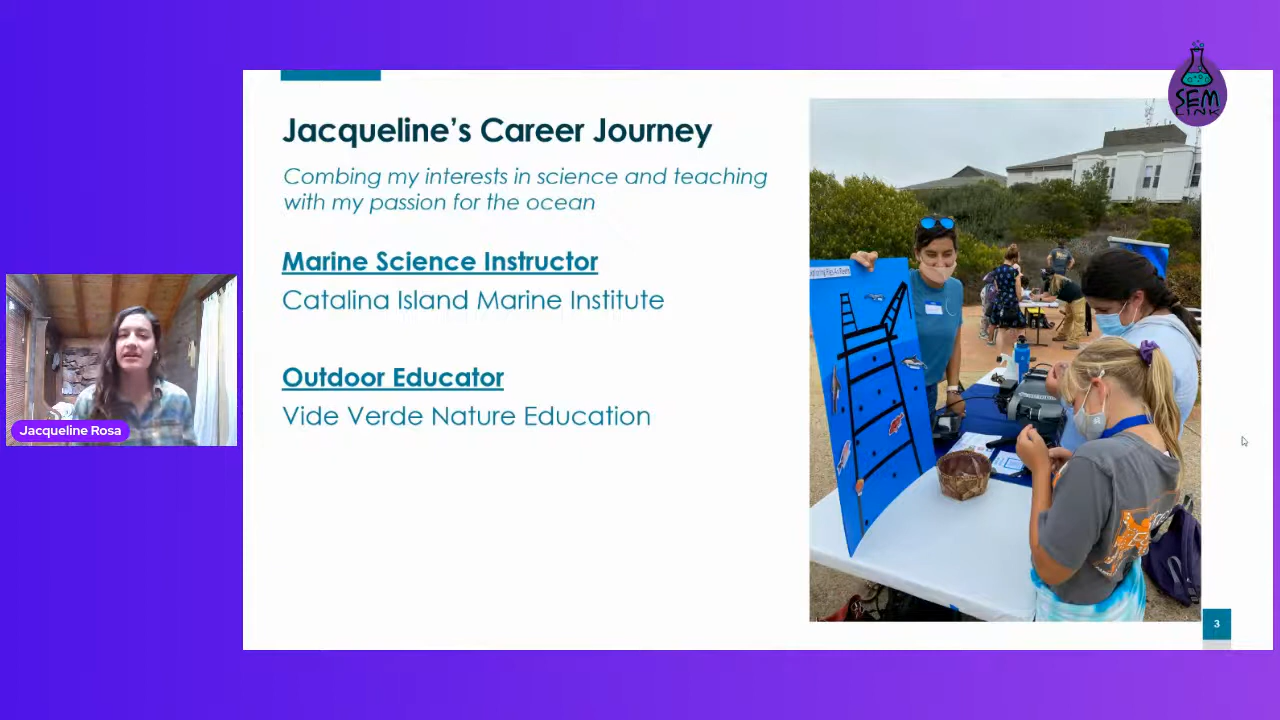 SEM
LINK
Jacqueline's Career Journey
Combing my interests in science and teaching
with my passion for the ocean
Marine Science Instructor
Catalina Island Marine Institute
Outdoor Educator
Vide Verde Nature Education
Jacqueline Rosa
3